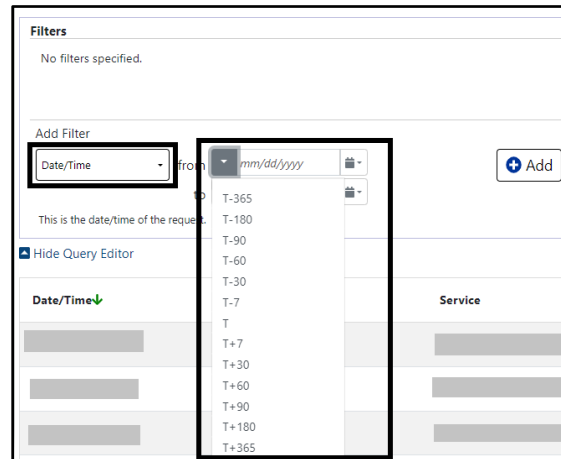 Filters
No filters specified.
Add Filter
Date/Time from mm/dd/yyyy Add
to
This is the date/time of the request.
Hide Query Editor
Date/Time Service
T-365
T-180
T-90
T-60
T-30
T-7
T
T+7
T+30
T+60
T+90
T+180
T+365